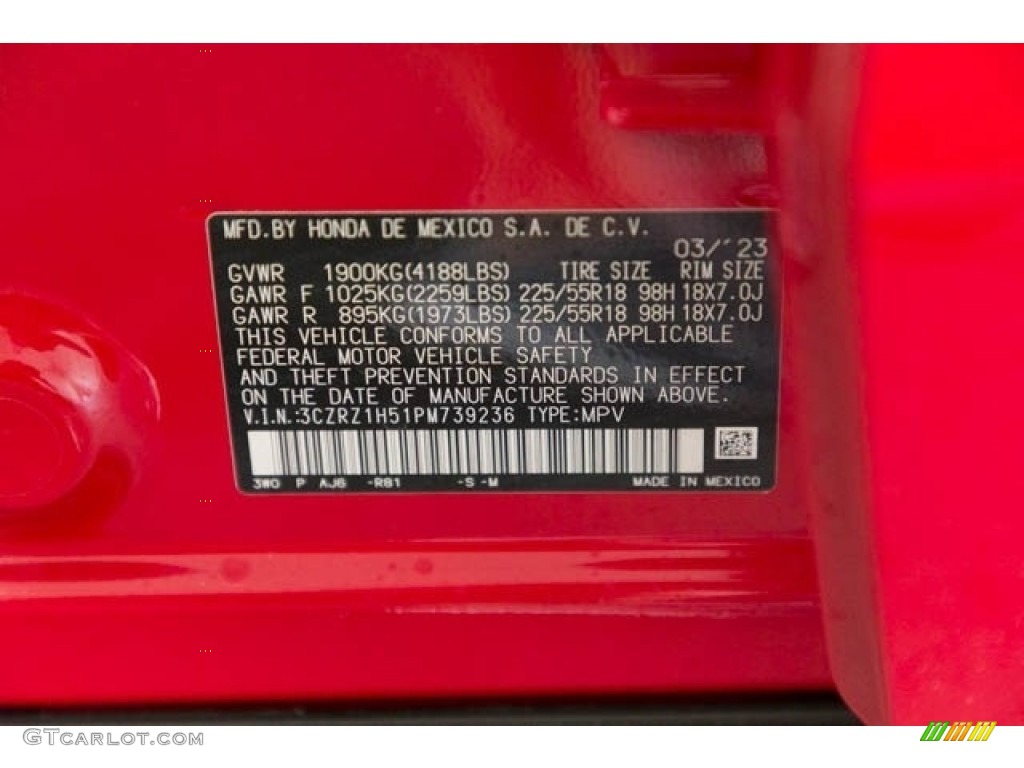 MFD.BY HONDA DE MEXICO S.A. DE C.V.
03/'23
GVWR 1900KG(4188LBS) TIRE SIZE RIM SIZE
GAWR F 1025KG(2259LBS) 225/55R18 98H 18X7.0J
GAWR R 895KG(1973LBS) 225/55R18 98H 18X7.0J
THIS VEHICLE CONFORMS TO ALL APPLICABLE
FEDERAL MOTOR VEHICLE SAFETY
AND THEFT PREVENTION STANDARDS IN EFFECT
ON THE DATE OF MANUFACTURE SHOWN ABOVE.
V.I.N.:3CZRZ1H51PM739236 TYPE:MPV
3W0 P AJ6 -R81 -S -M MADE IN MEXICO
GTCARLOT.COM